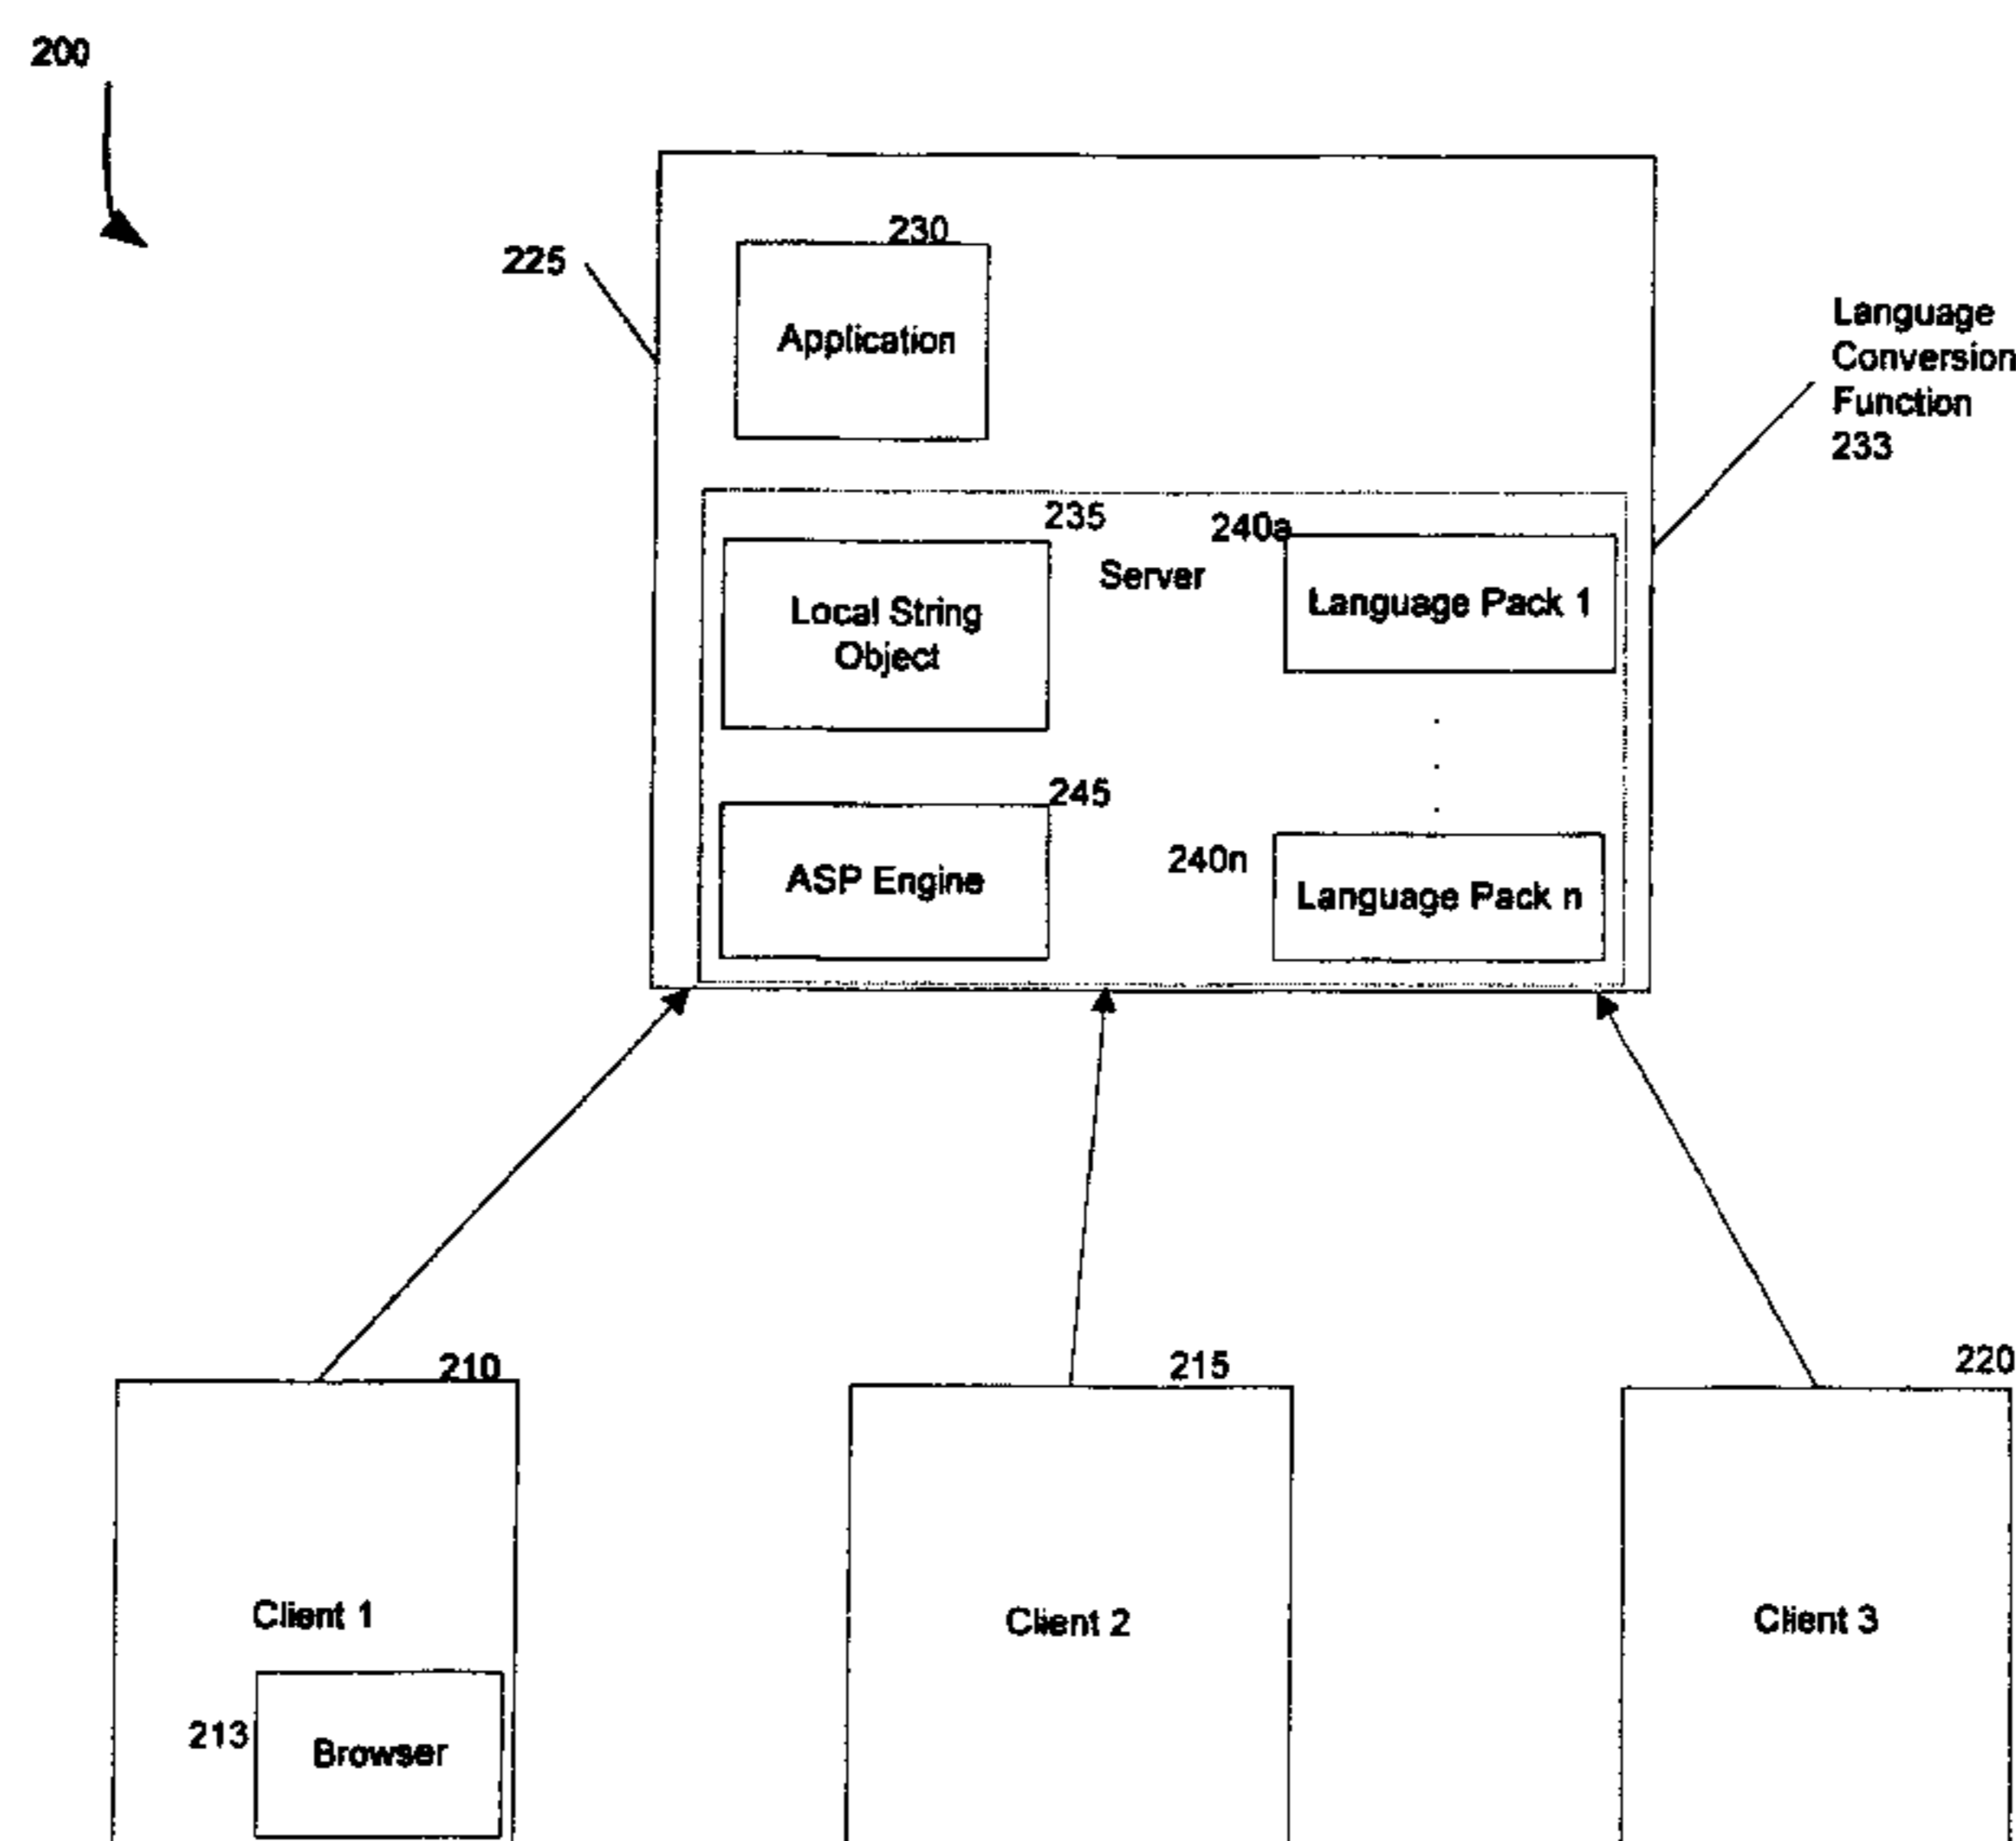 200
230
225
Application
Language
Conversion
Function
233
235
240a
Server
Local String
Object
Language Pack 1
245
240n
ASP Engine
Language Pack n
210
215
220
Client 1
Client 2
Client 3
213
Browser